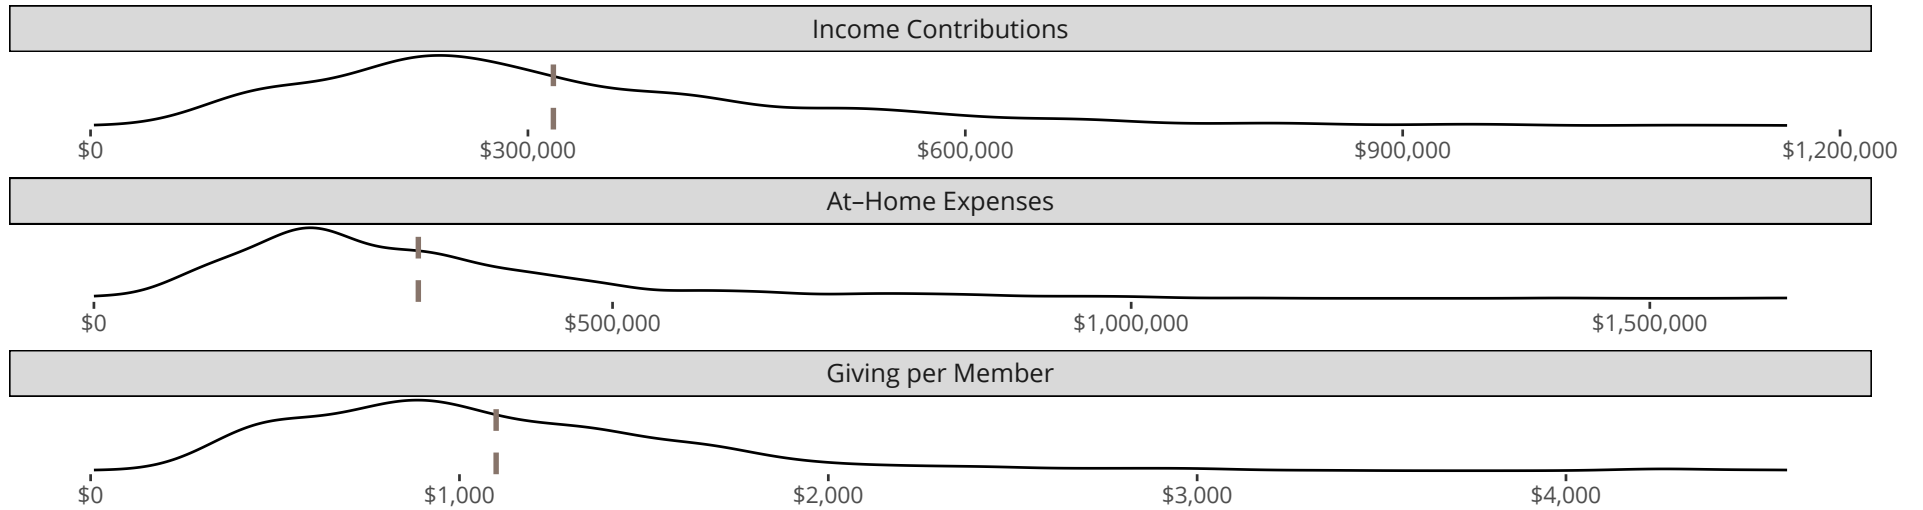 Income Contributions
$0 $300,000 $600,000 $900,000 $1,200,000
At–Home Expenses
$0 $500,000 $1,000,000 $1,500,000
Giving per Member
$0 $1,000 $2,000 $3,000 $4,000